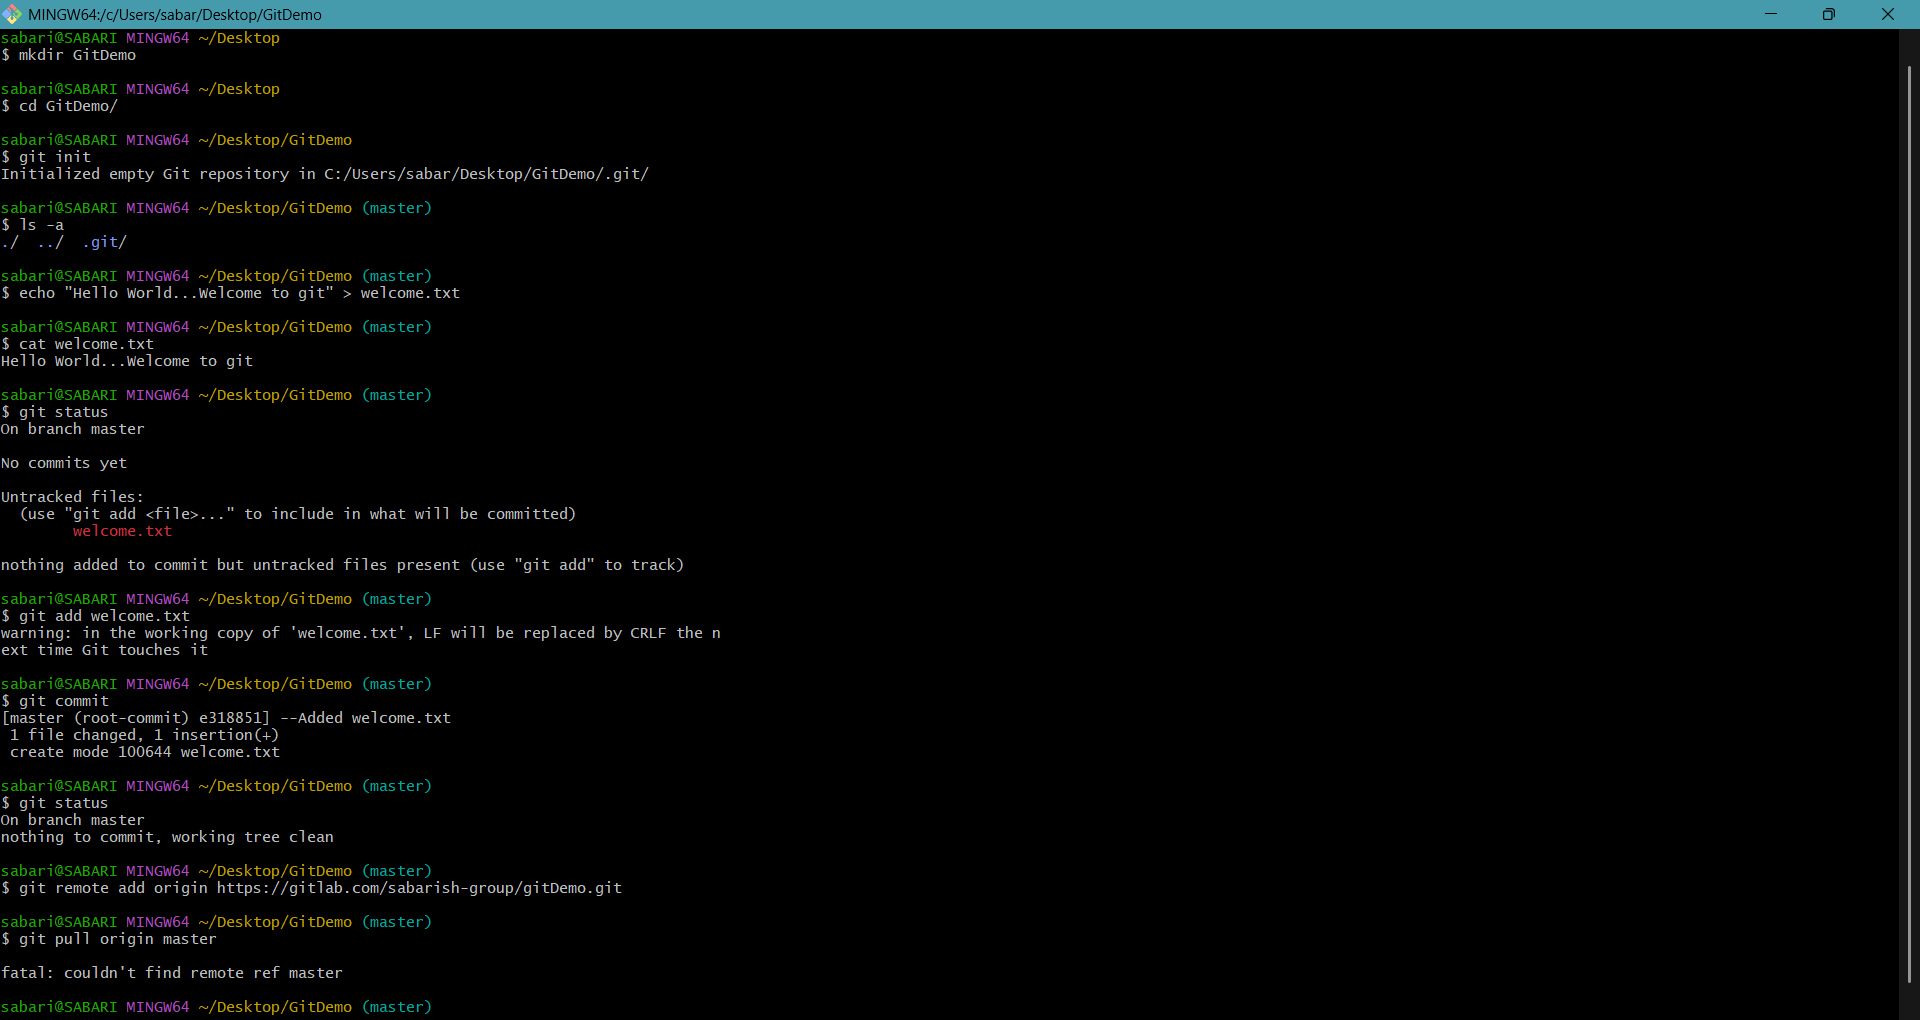 MINGW64:/c/Users/sabar/Desktop/GitDemo
sabari@SABARI MINGW64 ~/Desktop
$ mkdir GitDemo
sabari@SABARI MINGW64 ~/Desktop
$ cd GitDemo/
sabari@SABARI MINGW64 ~/Desktop/GitDemo
$ git init
Initialized empty Git repository in C:/Users/sabar/Desktop/GitDemo/.git/
sabari@SABARI MINGW64 ~/Desktop/GitDemo (master)
$ ls -a
./  ../  .git/
sabari@SABARI MINGW64 ~/Desktop/GitDemo (master)
$ echo "Hello World...Welcome to git" > welcome.txt
sabari@SABARI MINGW64 ~/Desktop/GitDemo (master)
$ cat welcome.txt
Hello World...Welcome to git
sabari@SABARI MINGW64 ~/Desktop/GitDemo (master)
$ git status
On branch master
No commits yet
Untracked files:
  (use "git add <file>..." to include in what will be committed)
        welcome.txt
nothing added to commit but untracked files present (use "git add" to track)
sabari@SABARI MINGW64 ~/Desktop/GitDemo (master)
$ git add welcome.txt
warning: in the working copy of 'welcome.txt', LF will be replaced by CRLF the n
ext time Git touches it
sabari@SABARI MINGW64 ~/Desktop/GitDemo (master)
$ git commit
[master (root-commit) e318851] --Added welcome.txt
 1 file changed, 1 insertion(+)
 create mode 100644 welcome.txt
sabari@SABARI MINGW64 ~/Desktop/GitDemo (master)
$ git status
On branch master
nothing to commit, working tree clean
sabari@SABARI MINGW64 ~/Desktop/GitDemo (master)
$ git remote add origin https://gitlab.com/sabarish-group/gitDemo.git
sabari@SABARI MINGW64 ~/Desktop/GitDemo (master)
$ git pull origin master
fatal: couldn't find remote ref master
sabari@SABARI MINGW64 ~/Desktop/GitDemo (master)